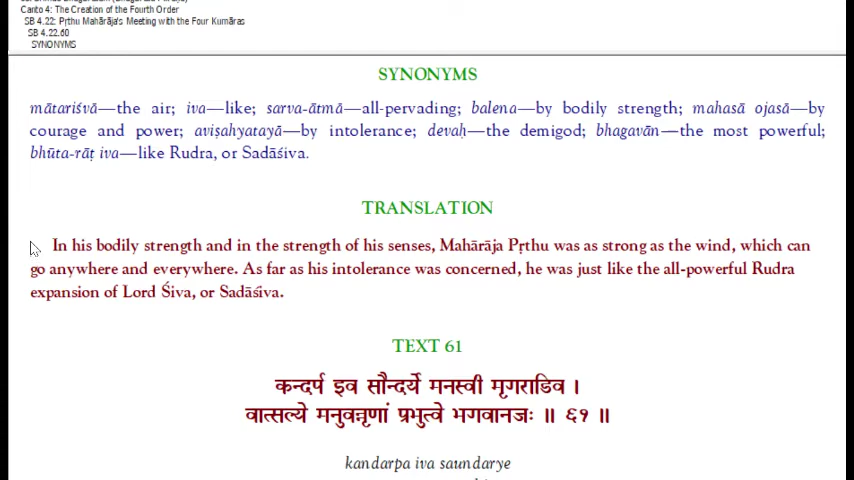 Canto 4: The Creation of the Fourth Order
SB 4.22: Pṛthu Mahārāja's Meeting with the Four Kumāras
SB 4.22.60
SYNONYMS
SYNONYMS
mātariśvā—the air; iva—like; sarva-ātmā—all-pervading; balena—by bodily strength; mahasā ojasā—by
courage and power; aviṣahyatayā—by intolerance; devaḥ—the demigod; bhagavān—the most powerful;
bhūta-rāṭ iva—like Rudra, or Sadāśiva.
TRANSLATION
In his bodily strength and in the strength of his senses, Mahārāja Pṛthu was as strong as the wind, which can
go anywhere and everywhere. As far as his intolerance was concerned, he was just like the all-powerful Rudra
expansion of Lord Śiva, or Sadāśiva.
TEXT 61
कन्दर्प इव सौन्दर्ये मनस्वी मृगराडिव ।
वात्सल्ये मनुवन्नृणां प्रभुत्वे भगवानजः ॥ ६१ ॥
kandarpa iva saundarye